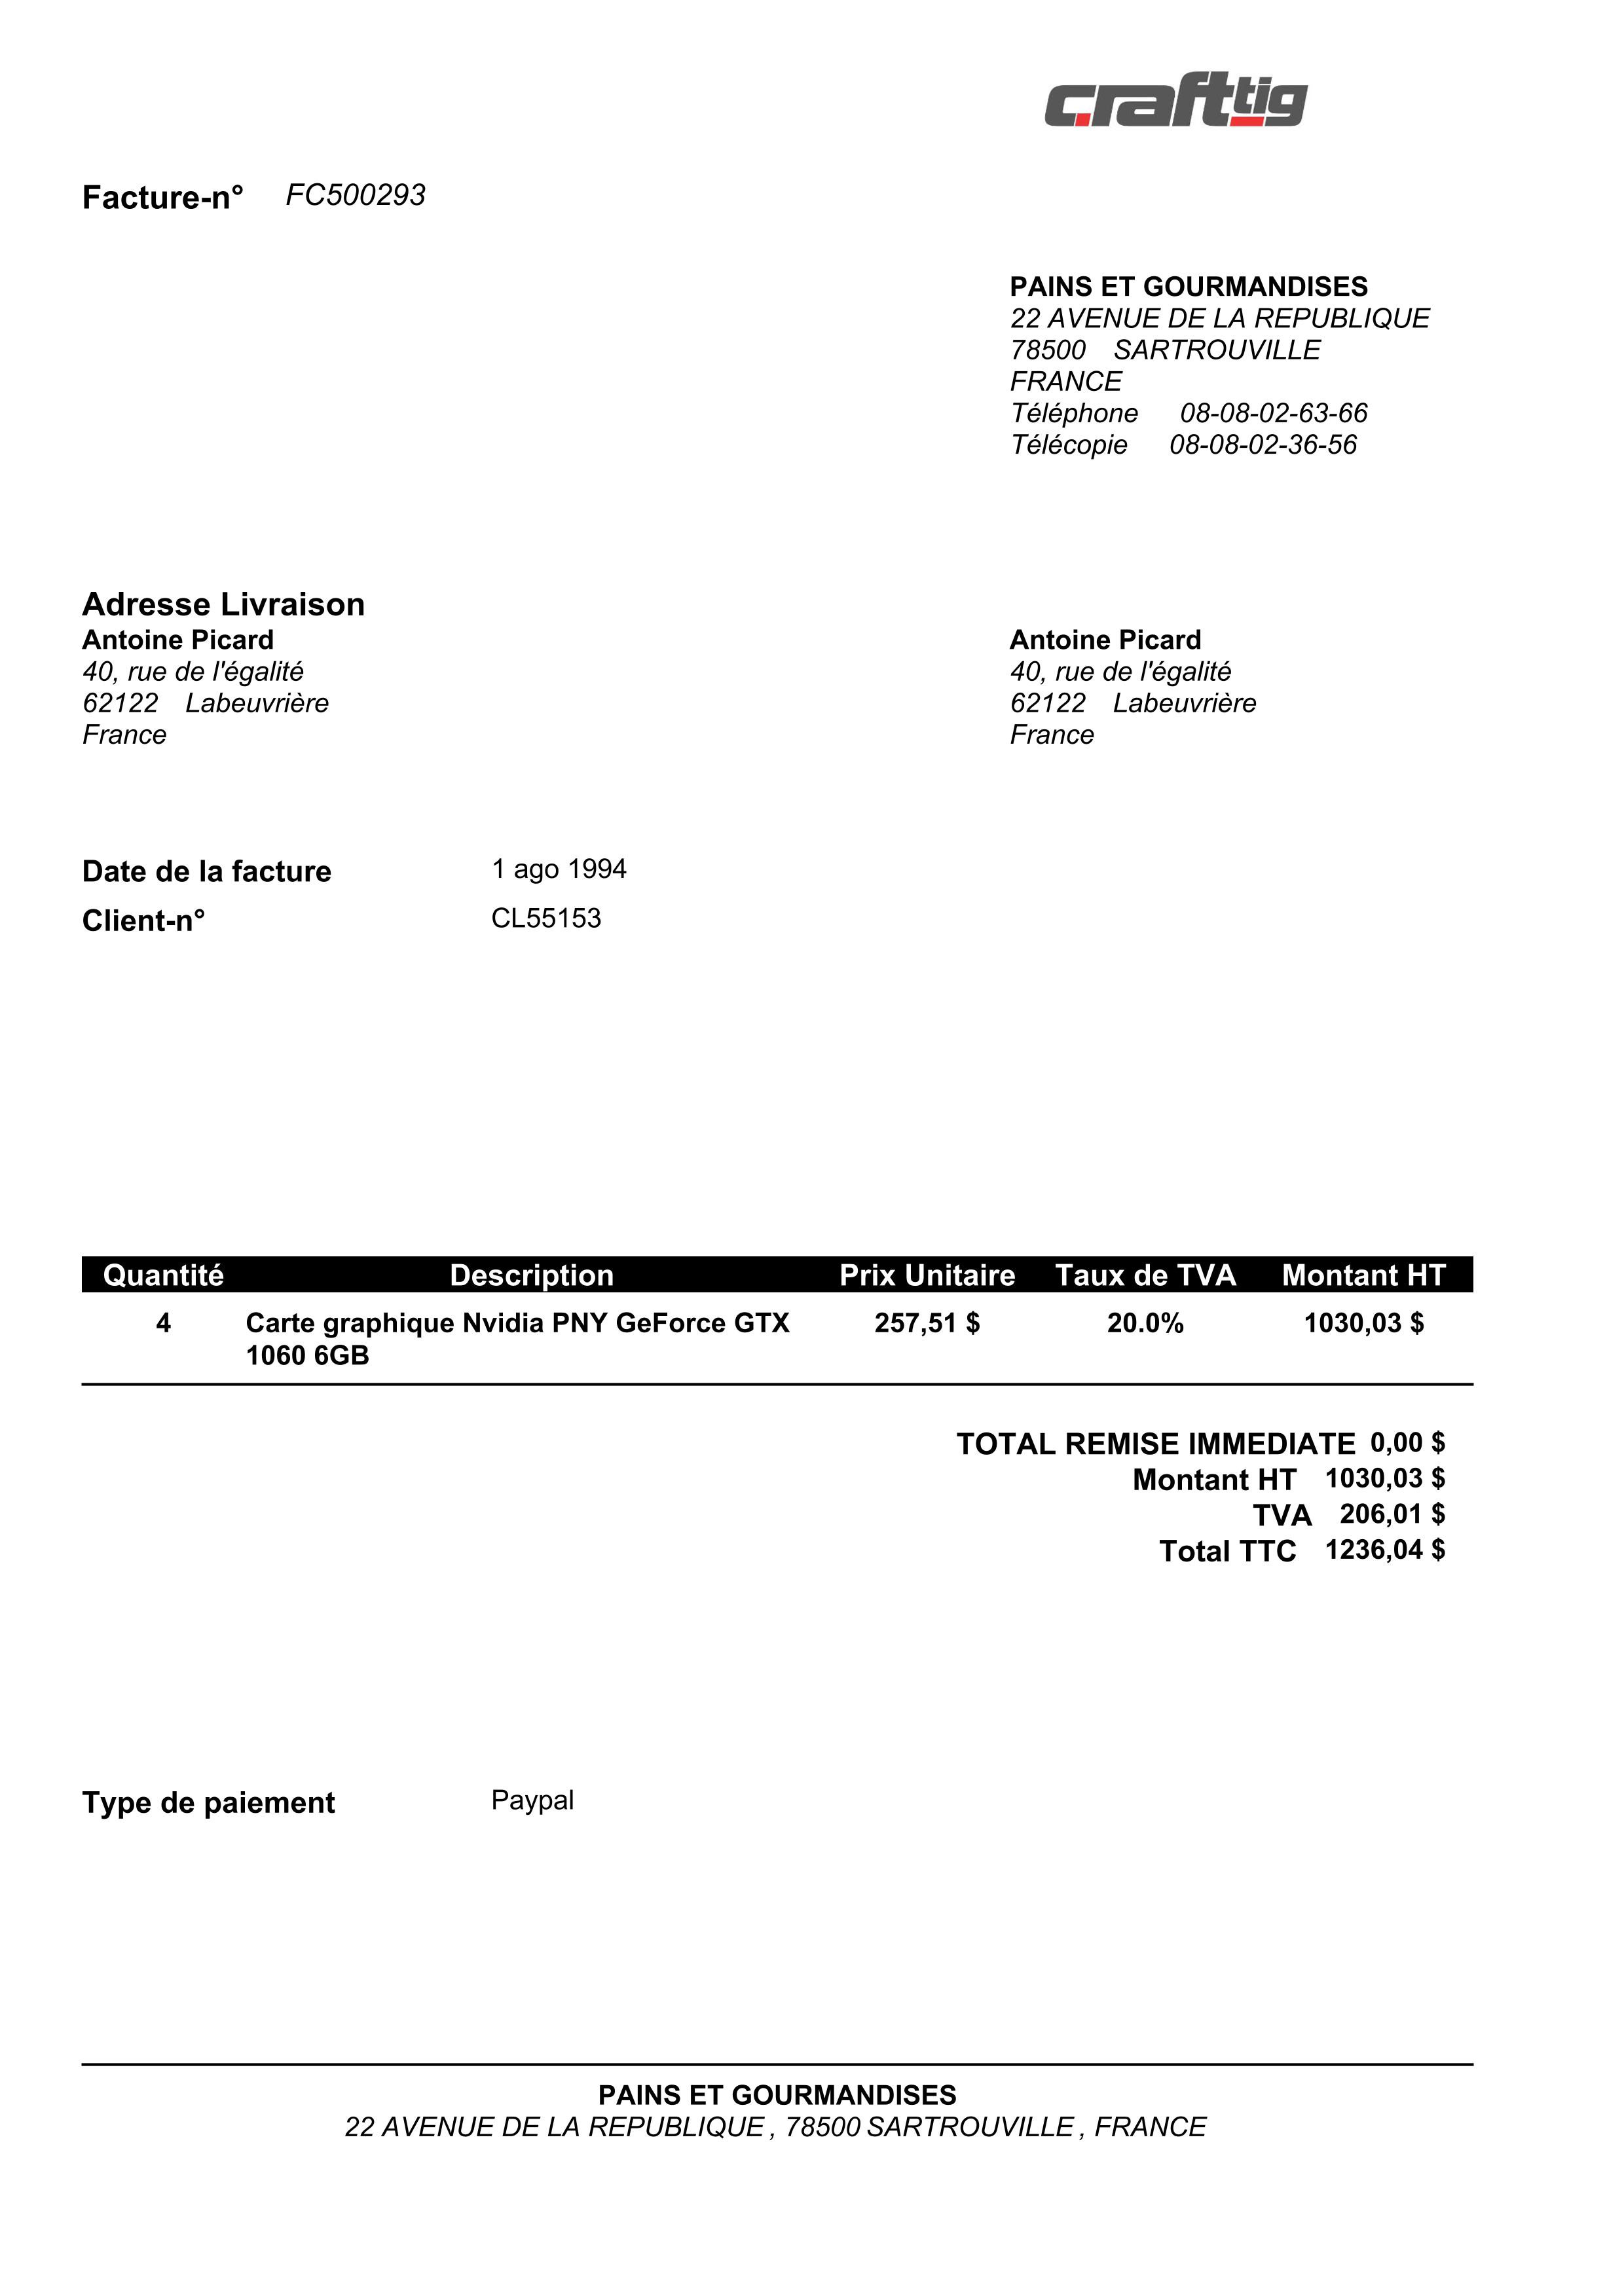 crafttig
Facture-n° FC500293
PAINS ET GOURMANDISES
22 AVENUE DE LA REPUBLIQUE
78500 SARTROUVILLE
FRANCE
Téléphone 08-08-02-63-66
Télécopie 08-08-02-36-56
Adresse Livraison
Antoine Picard
40, rue de l'égalité
62122 Labeuvrière
France
Antoine Picard
40, rue de l'égalité
62122 Labeuvrière
France
Date de la facture 1 ago 1994
Client-n° CL55153
Quantité Description Prix Unitaire Taux de TVA Montant HT
4 Carte graphique Nvidia PNY GeForce GTX 257,51 $ 20.0% 1030,03 $
1060 6GB
TOTAL REMISE IMMEDIATE 0,00 $
Montant HT 1030,03 $
TVA 206,01 $
Total TTC 1236,04 $
Type de paiement Paypal
PAINS ET GOURMANDISES
22 AVENUE DE LA REPUBLIQUE , 78500 SARTROUVILLE , FRANCE